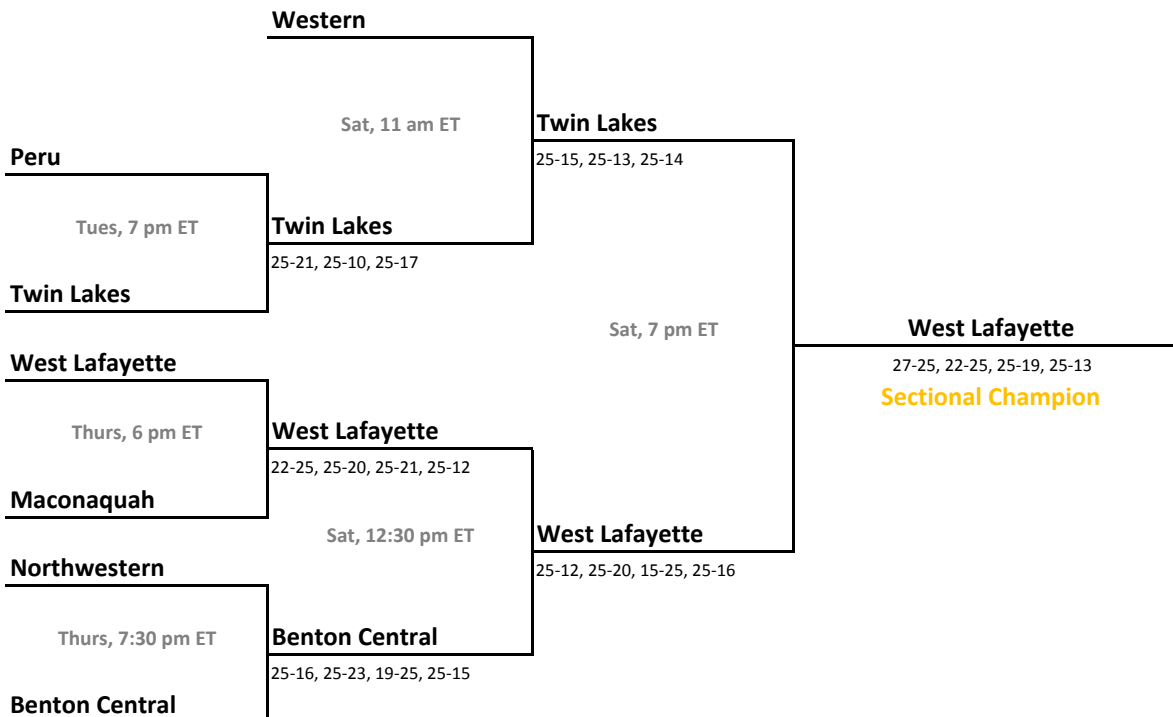 Western
Sat, 11 am ET
Twin Lakes
25-15, 25-13, 25-14
Peru
Tues, 7 pm ET
Twin Lakes
25-21, 25-10, 25-17
Twin Lakes
Sat, 7 pm ET
West Lafayette
27-25, 22-25, 25-19, 25-13
Sectional Champion
West Lafayette
Thurs, 6 pm ET
West Lafayette
22-25, 25-20, 25-21, 25-12
Maconaquah
Sat, 12:30 pm ET
West Lafayette
25-12, 25-20, 15-25, 25-16
Northwestern
Thurs, 7:30 pm ET
Benton Central
25-16, 25-23, 19-25, 25-15
Benton Central